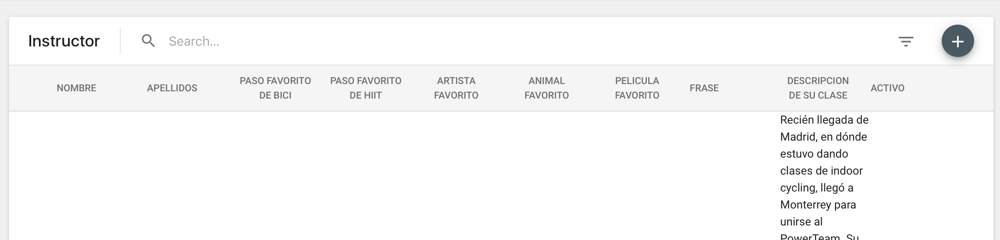 Instructor
Search...
NOMBRE
APELLIDOS
PASO FAVORITO
DE BICI
PASO FAVORITO
DE HIIT
ARTISTA
FAVORITO
ANIMAL
FAVORITO
PELICULA
FAVORITO
FRASE
DESCRIPCION
DE SU CLASE
ACTIVO
Recién llegada de
Madrid, en dónde
estuvo dando
clases de indoor
cycling, llegó a
Monterrey para
unirse al
PowerTeam. Su